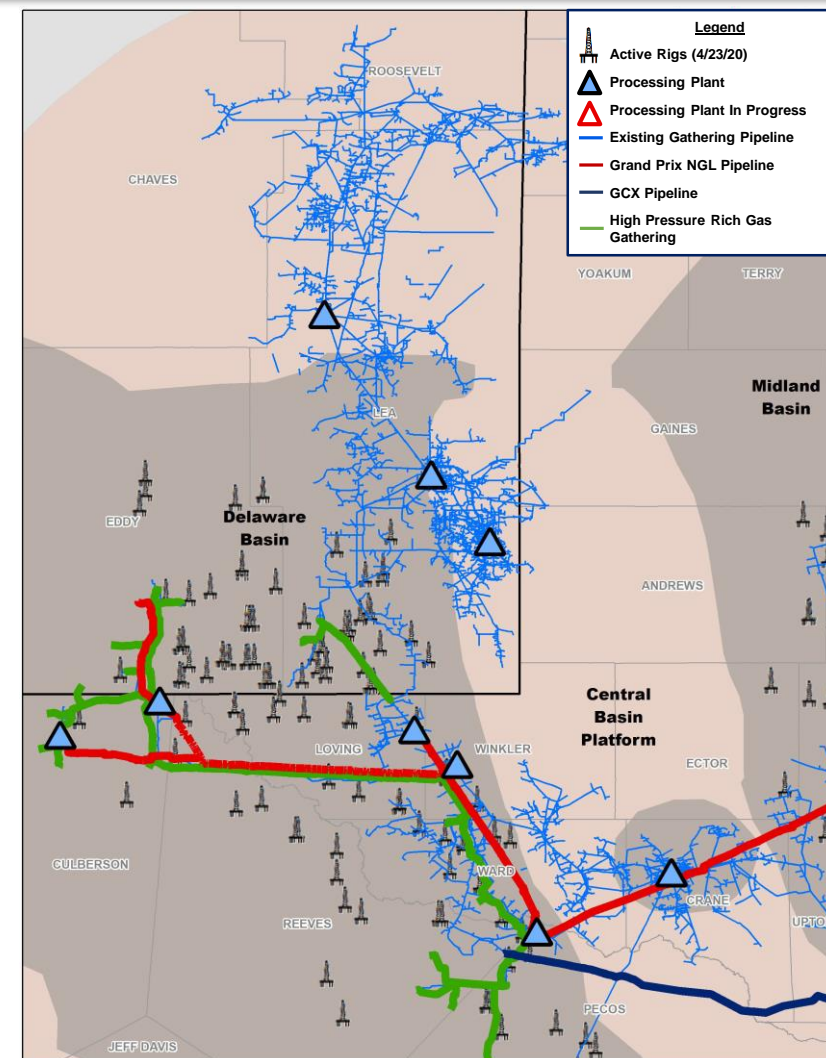 Legend
Active Rigs (4/23/20)
Processing Plant
Processing Plant In Progress
Existing Gathering Pipeline
Grand Prix NGL Pipeline
GCX Pipeline
High Pressure Rich Gas
Gathering
ROOSEVELT
CHAVES
YOAKUM
TERRY
Midland
Basin
LEA
GAINES
EDDY
Delaware
Basin
ANDREWS
Central
Basin
Platform
LOVING
WINKLER
ECTOR
CULBERSON
WARD
CRANE
REEVES
UPTO
PECOS
JEFF DAVIS